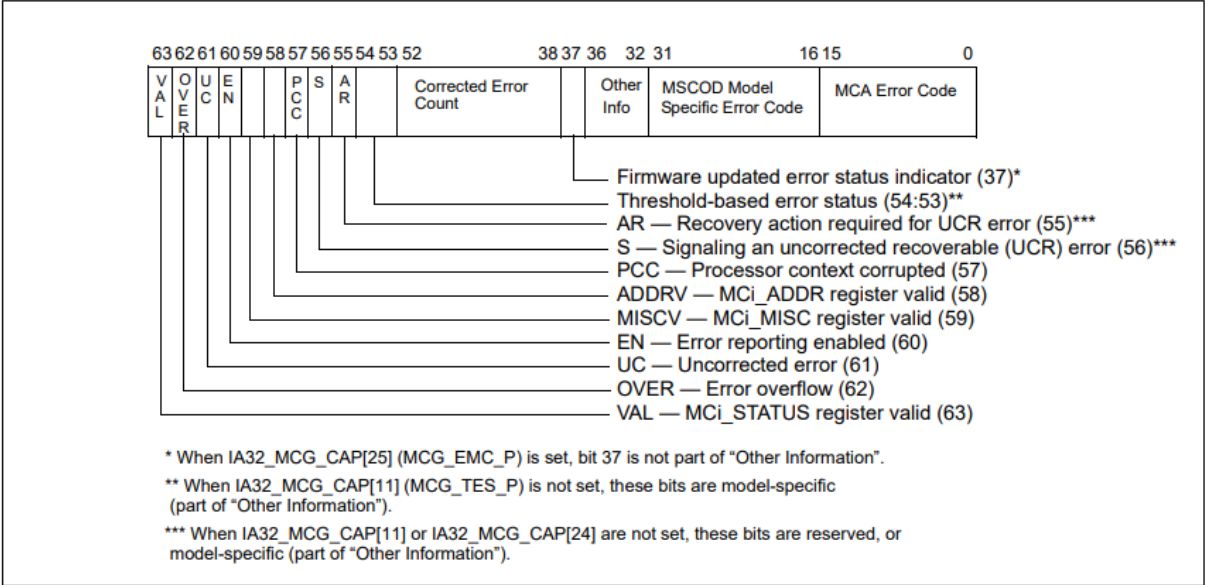 63 62 61 60 59 58 57 56 55 54 53 52 38 37 36 32 31 16 15 0
VAL
OVER
UC
EN
PCC
S
AR
Corrected Error
Count
Other
Info
MSCOD Model
Specific Error Code
MCA Error Code
Firmware updated error status indicator (37)*
Threshold-based error status (54:53)**
AR — Recovery action required for UCR error (55)***
S — Signaling an uncorrected recoverable (UCR) error (56)***
PCC — Processor context corrupted (57)
ADDRV — MCi_ADDR register valid (58)
MISCV — MCi_MISC register valid (59)
EN — Error reporting enabled (60)
UC — Uncorrected error (61)
OVER — Error overflow (62)
VAL — MCi_STATUS register valid (63)
* When IA32_MCG_CAP[25] (MCG_EMC_P) is set, bit 37 is not part of “Other Information”.
** When IA32_MCG_CAP[11] (MCG_TES_P) is not set, these bits are model-specific
(part of “Other Information”).
*** When IA32_MCG_CAP[11] or IA32_MCG_CAP[24] are not set, these bits are reserved, or
model-specific (part of “Other Information”).